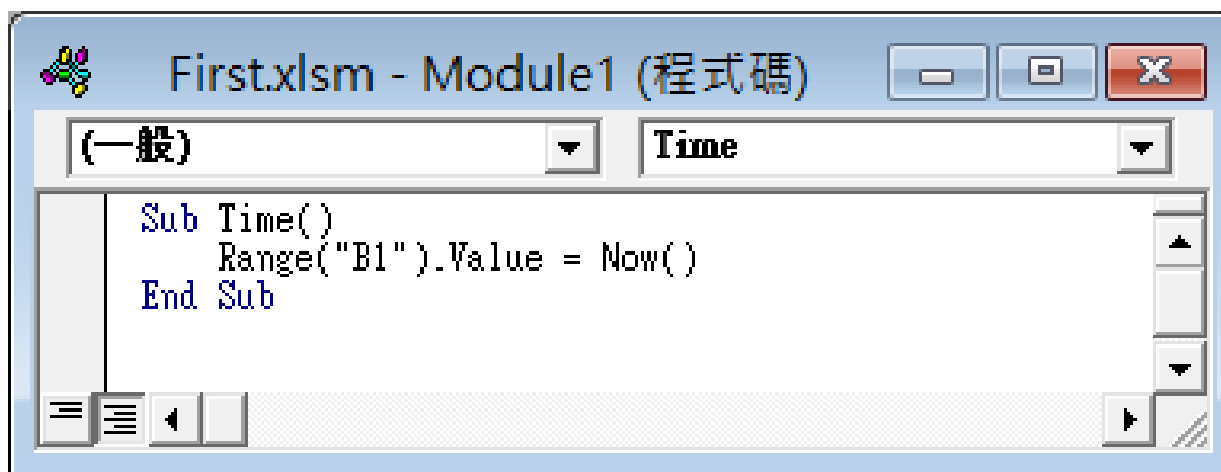 First.xlsm - Module1 (程式碼)
(一般)
Time
Sub Time()
    Range("B1").Value = Now()
End Sub